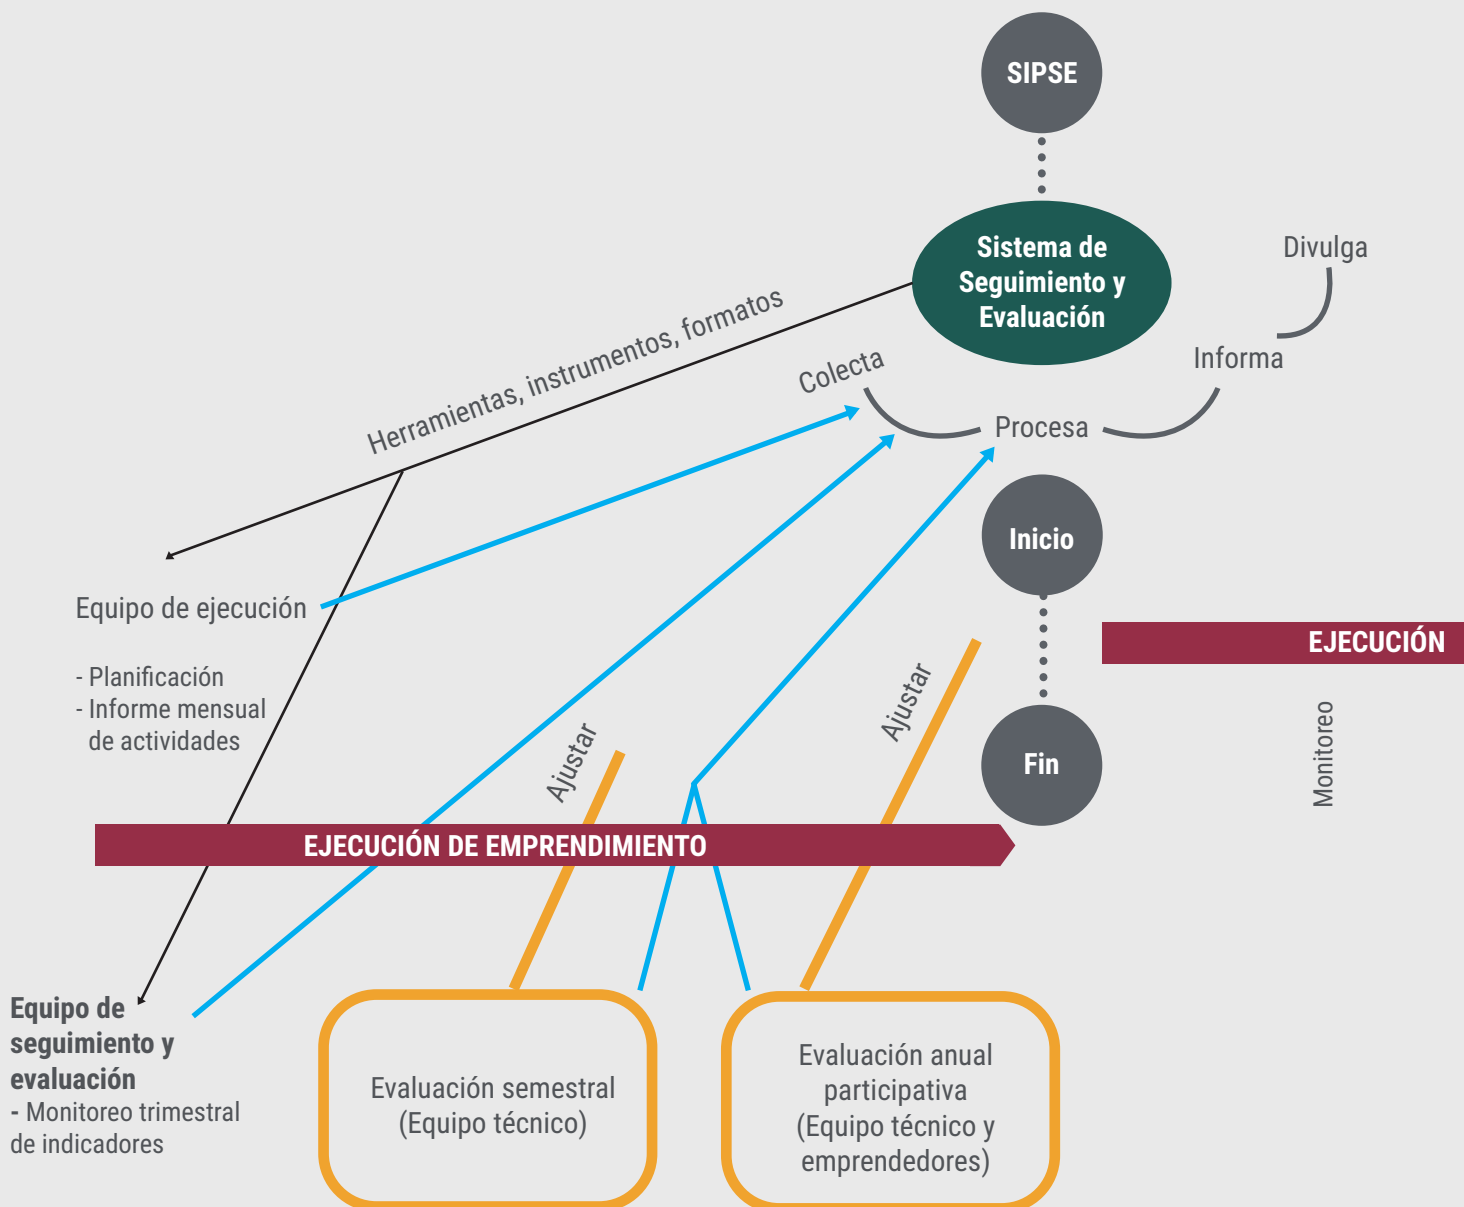 SIPSE
Sistema de
Seguimiento y
Evaluación
Divulga
Informa
Procesa
Colecta
Herramientas, instrumentos, formatos
Inicio
Fin
Equipo de ejecución
- Planificación
- Informe mensual
de actividades
EJECUCIÓN
Monitoreo
Ajustar
Ajustar
EJECUCIÓN DE EMPRENDIMIENTO
Equipo de
seguimiento y
evaluación
- Monitoreo trimestral
de indicadores
Evaluación semestral
(Equipo técnico)
Evaluación anual
participativa
(Equipo técnico y
emprendedores)